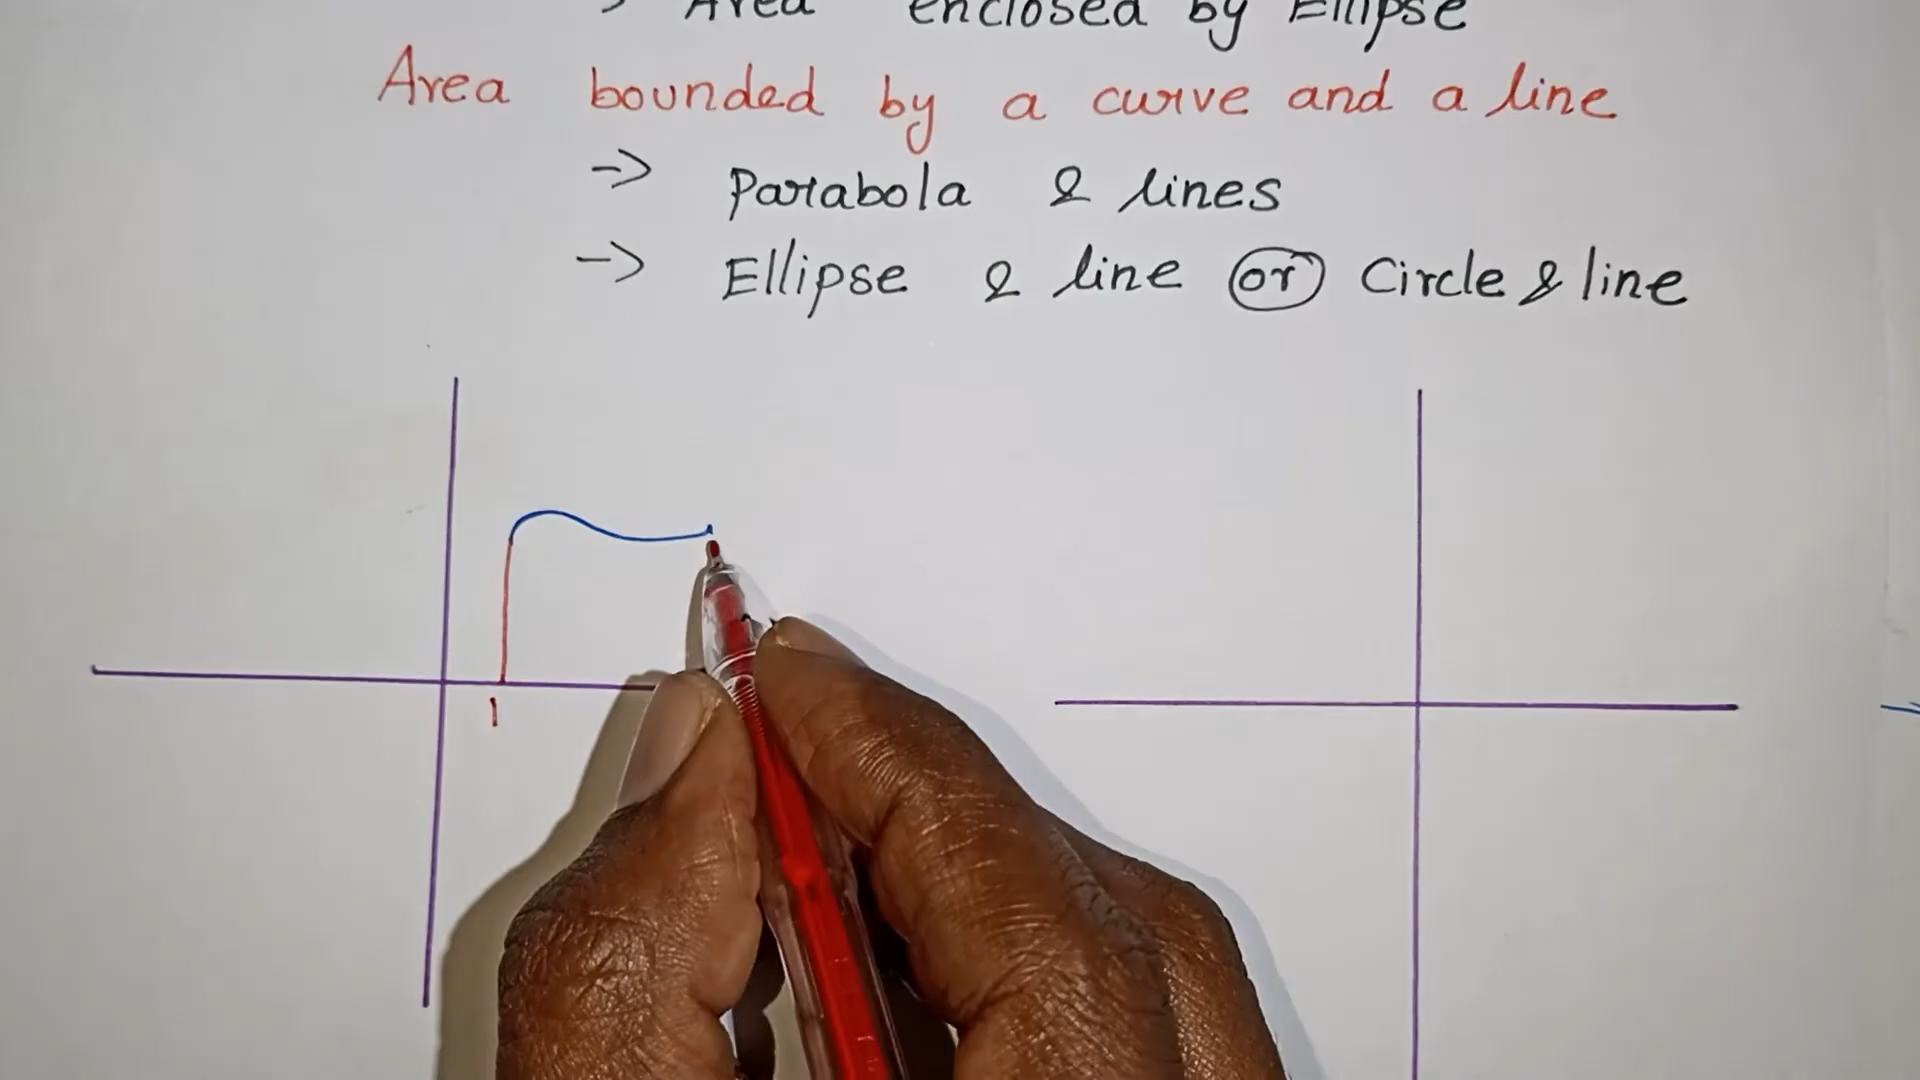 -> Area enclosed by Ellipse
Area bounded by a curve and a line
-> Parabola & lines
-> Ellipse & line or Circle & line
1